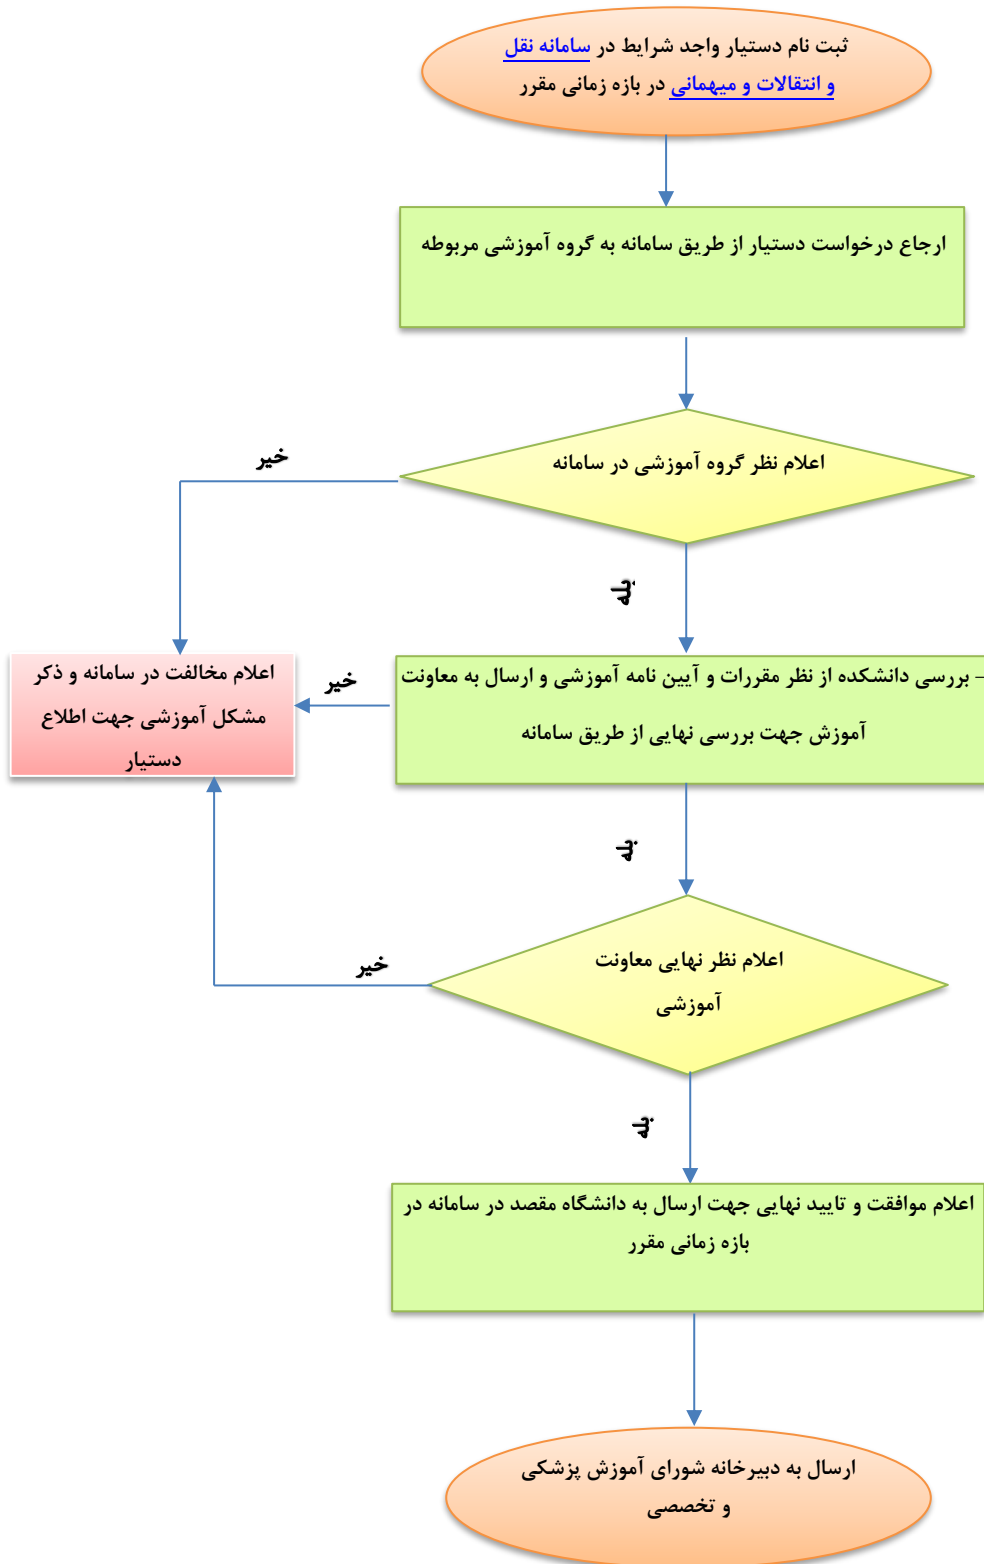 ثبت نام دستیار واجد شرایط در سامانه نقل
و انتقالات و میهمانی در بازه زمانی مقرر
ارجاع درخواست دستیار از طریق سامانه به گروه آموزشی مربوطه
اعلام نظر گروه آموزشی در سامانه
خیر
بله
– بررسی دانشکده از نظر مقررات و آیین نامه آموزشی و ارسال به معاونت
آموزش جهت بررسی نهایی از طریق سامانه
خیر
اعلام مخالفت در سامانه و ذکر
مشکل آموزشی جهت اطلاع
دستیار
بله
اعلام نظر نهایی معاونت
آموزشی
خیر
بله
اعلام موافقت و تایید نهایی جهت ارسال به دانشگاه مقصد در سامانه در
بازه زمانی مقرر
ارسال به دبیرخانه شورای آموزش پزشکی
و تخصصی